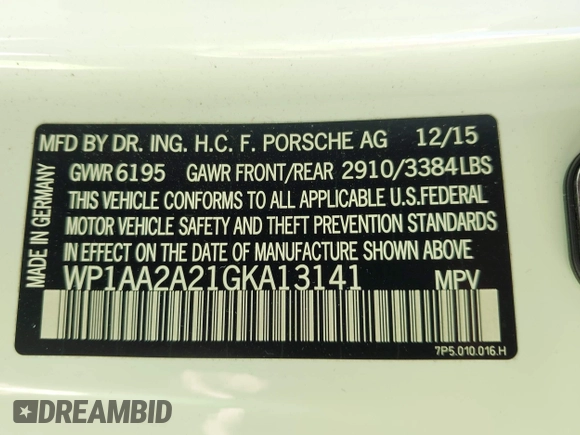 MFD BY DR. ING. H.C. F. PORSCHE AG 12/15
GVWR 6195 GAWR FRONT/REAR 2910/3384 LBS
THIS VEHICLE CONFORMS TO ALL APPLICABLE U.S.FEDERAL
MOTOR VEHICLE SAFETY AND THEFT PREVENTION STANDARDS
IN EFFECT ON THE DATE OF MANUFACTURE SHOWN ABOVE
WP1AA2A21GKA13141 MPV
MADE IN GERMANY
7P5.010.016.H
DREAMBID